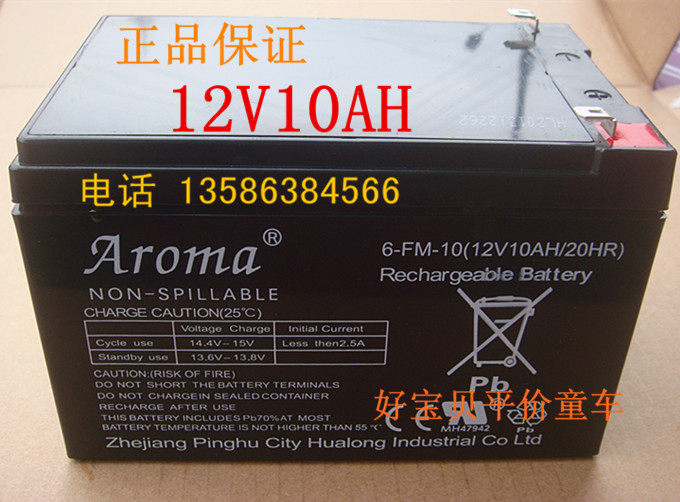 正品保证
12V10AH
电话 13586384566
Aroma®
6-FM-10(12V10AH/20HR)
Rechargeable Battery
NON-SPILLABLE
CHARGE CAUTION(25℃)
Voltage Charge Initial Current
Cycle use 14.4V- 15V Less then2.5A
Standby use 13.6V- 13.8V
CAUTION:(RISK OF FIRE)
DO NOT SHORT THE BATTERY TERMINALS
DO NOT CHARGEIN SEALED CONTAINER
RECHARGE AFTER USE
THIS BATTERY INCLUDES Pb70%AT MOST
BATTERY TEMPERATURE IS NOT HIGHER THAN 55℃
Pb
好宝贝平价童车
MH47942
Pb
Zhejiang Pinghu City Hualong Industrial Co.,Ltd